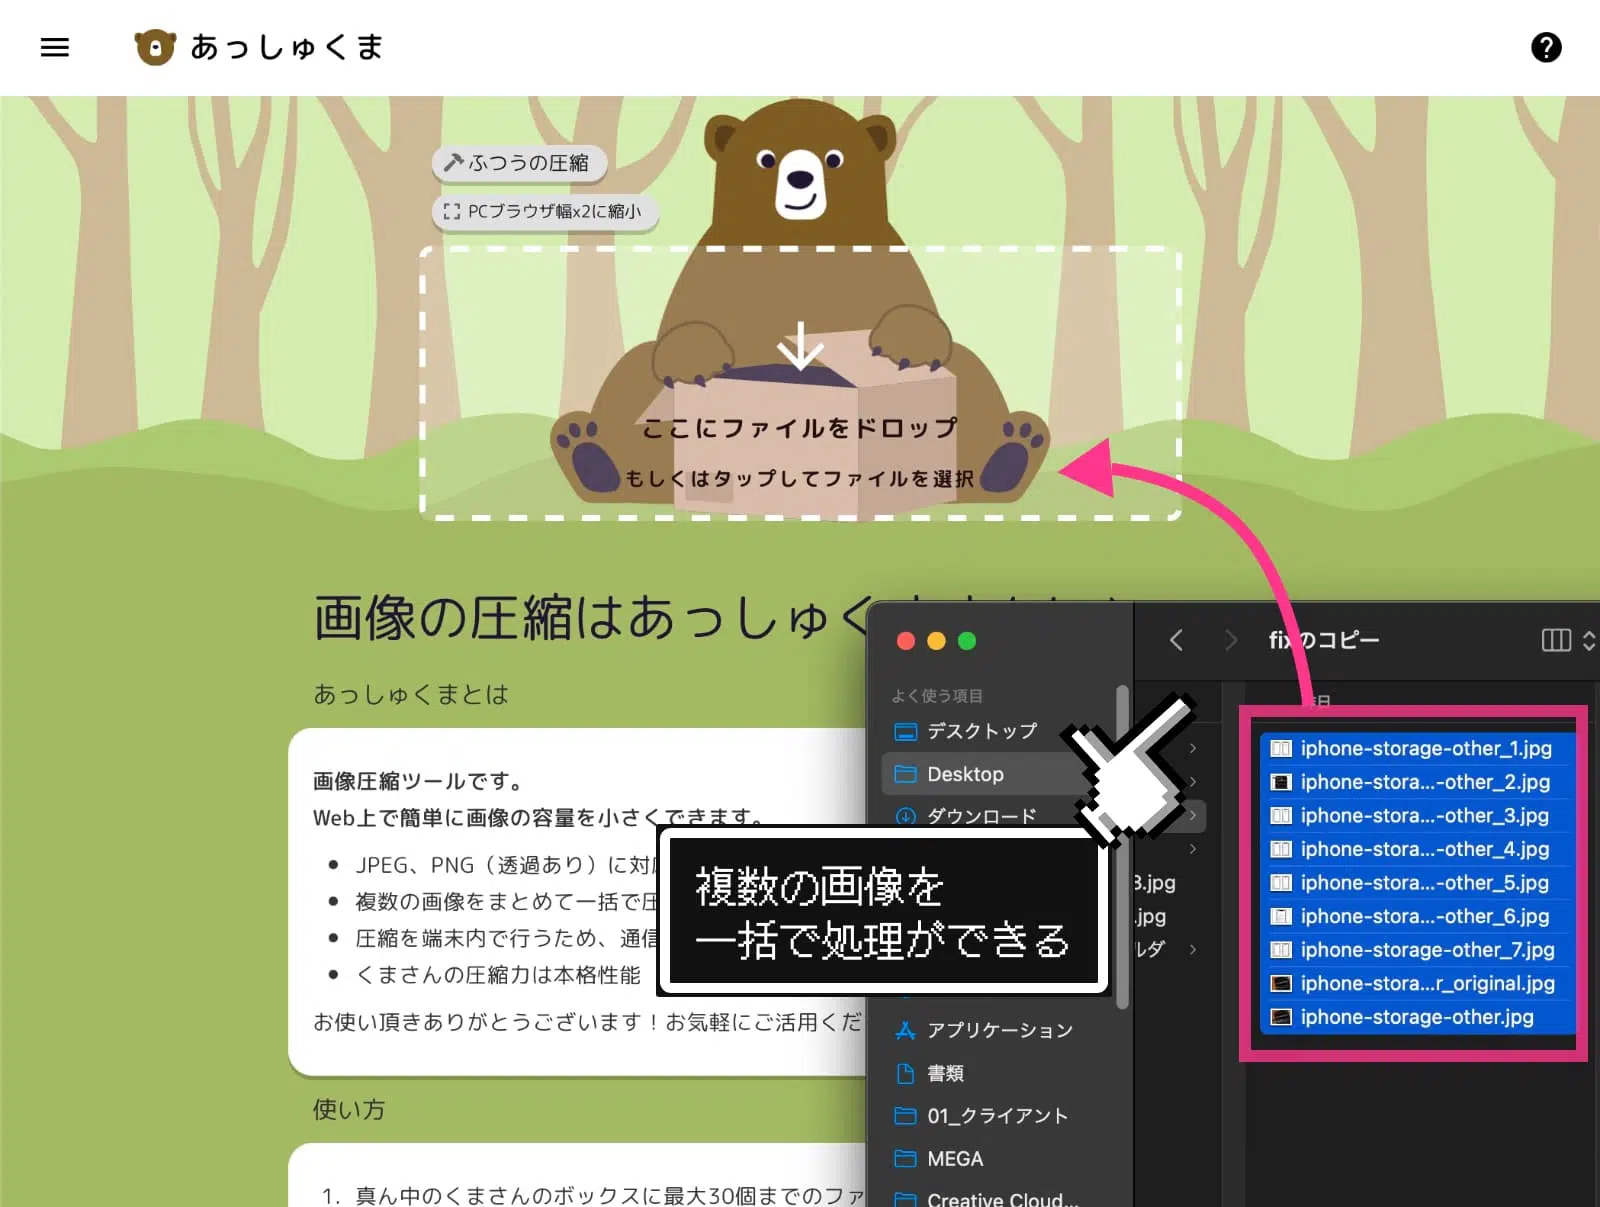 あっしゅくま
ふつうの圧縮
PCブラウザ幅x2に縮小
ここにファイルをドロップ
もしくはタップしてファイルを選択
画像の圧縮はあっしゅく
あっしゅくまとは
画像圧縮ツールです。
Web上で簡単に画像の容量を小さくできます。
JPEG、PNG（透過あり）に対
複数の画像をまとめて一括で圧
圧縮を端末内で行うため、通信
くまさんの圧縮力は本格性能
お使い頂きありがとうございます！お気軽にご活用くだ
使い方
1. 真ん中のくまさんのボックスに最大30個までのファ
複数の画像を
一括で処理ができる
よく使う項目
デスクトップ
Desktop
ダウンロード
アプリケーション
書類
01_クライアント
MEGA
Creative Cloud...
fixのコピー
3.jpg
.jpg
ルダ
iphone-storage-other_1.jpg
iphone-stora...-other_2.jpg
iphone-stora...-other_3.jpg
iphone-stora...-other_4.jpg
iphone-stora...-other_5.jpg
iphone-stora...-other_6.jpg
iphone-storage-other_7.jpg
iphone-stora...r_original.jpg
iphone-storage-other.jpg